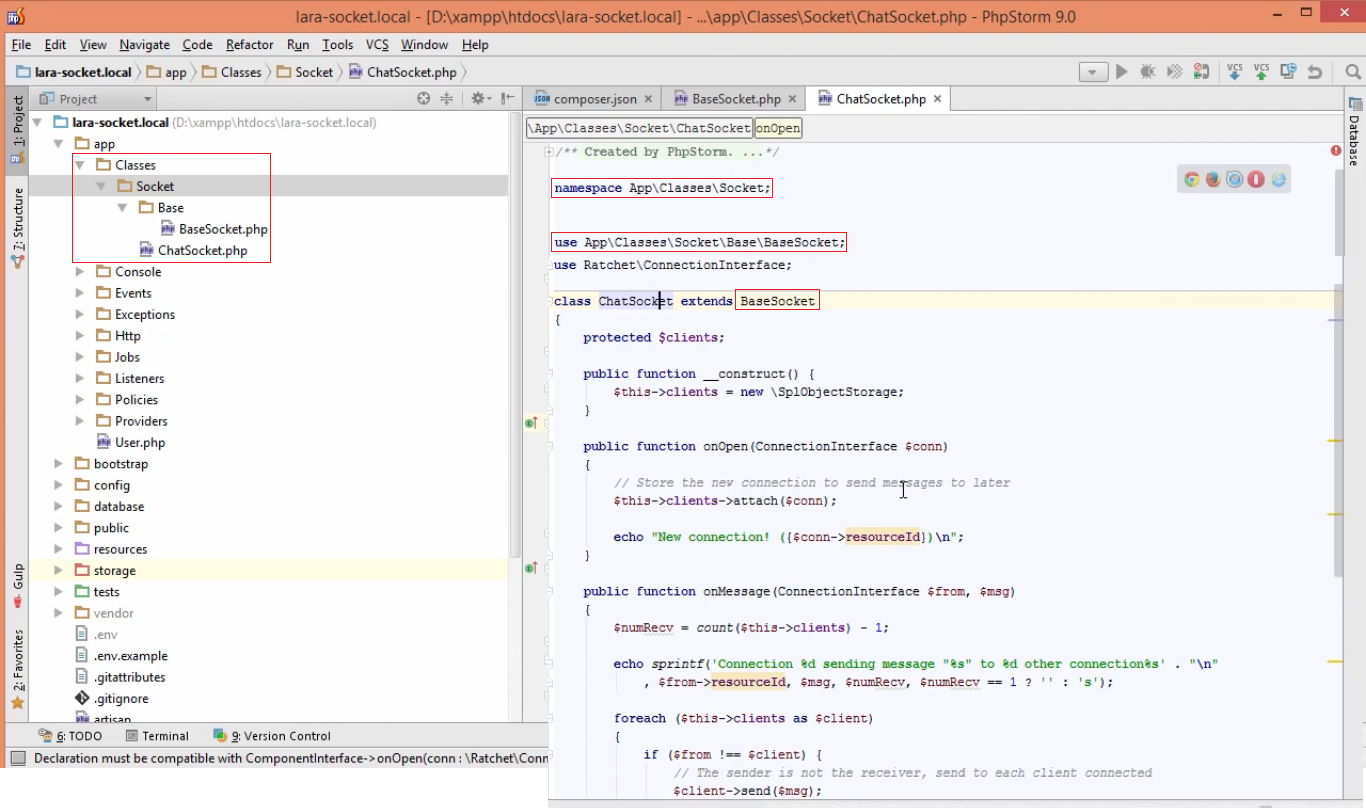 lara-socket.local - [D:\xampp\htdocs\lara-socket.local] - ...\app\Classes\Socket\ChatSocket.php - PhpStorm 9.0
File Edit View Navigate Code Refactor Run Tools VCS Window Help
lara-socket.local app Classes Socket ChatSocket.php
VCS VCS
1: Project
7: Structure
Gulp
2: Favorites
Project
lara-socket.local (D:\xampp\htdocs\lara-socket.local)
app
Classes
Socket
Base
BaseSocket.php
ChatSocket.php
Console
Events
Exceptions
Http
Jobs
Listeners
Policies
Providers
User.php
bootstrap
config
database
public
resources
storage
tests
vendor
.env
.env.example
.gitattributes
.gitignore
artisan
composer.json BaseSocket.php ChatSocket.php
\App\Classes\Socket\ChatSocket onOpen
/** Created by PhpStorm. ...*/
namespace App\Classes\Socket;
use App\Classes\Socket\Base\BaseSocket;
use Ratchet\ConnectionInterface;
class ChatSocket extends BaseSocket
{
protected $clients;
public function __construct() {
$this->clients = new \SplObjectStorage;
}
public function onOpen(ConnectionInterface $conn)
{
// Store the new connection to send messages to later
$this->clients->attach($conn);
echo "New connection! ({$conn->resourceId})\n";
}
public function onMessage(ConnectionInterface $from, $msg)
{
$numRecv = count($this->clients) - 1;
echo sprintf('Connection %d sending message "%s" to %d other connection%s' . "\n"
, $from->resourceId, $msg, $numRecv, $numRecv == 1 ? '' : 's');
foreach ($this->clients as $client)
{
if ($from !== $client) {
// The sender is not the receiver, send to each client connected
$client->send($msg);
Database
6: TODO Terminal 9: Version Control
Declaration must be compatible with ComponentInterface->onOpen(conn : \Ratchet\Conn